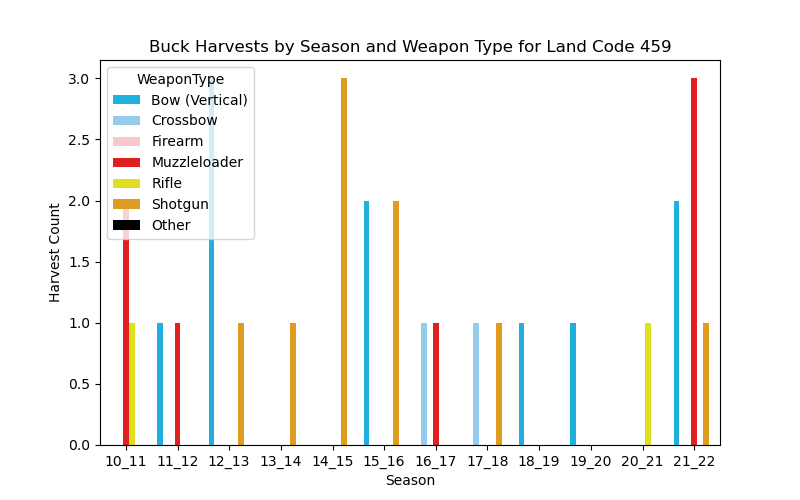 Buck Harvests by Season and Weapon Type for Land Code 459
WeaponType
Bow (Vertical)
Crossbow
Firearm
Muzzleloader
Rifle
Shotgun
Other
Harvest Count
3.0
2.5
2.0
1.5
1.0
0.5
0.0
10_11 11_12 12_13 13_14 14_15 15_16 16_17 17_18 18_19 19_20 20_21 21_22
Season